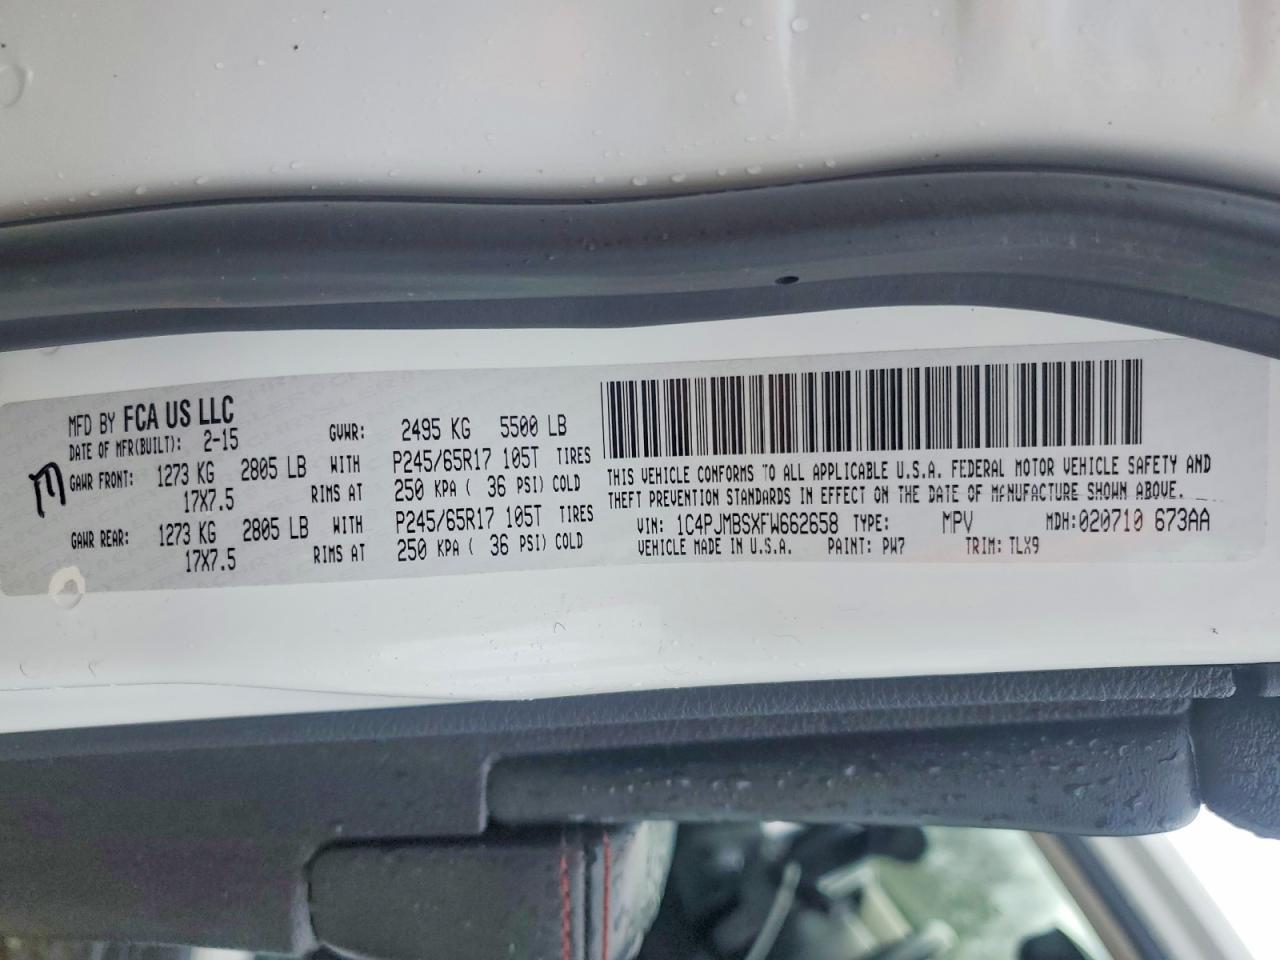 MFD BY FCA US LLC
DATE OF MFR(BUILT): 2-15 GVWR: 2495 KG 5500 LB
GAWR FRONT: 1273 KG 2805 LB WITH P245/65R17 105T TIRES
17X7.5 RIMS AT 250 KPA ( 36 PSI) COLD
GAWR REAR: 1273 KG 2805 LB WITH P245/65R17 105T TIRES
17X7.5 RIMS AT 250 KPA ( 36 PSI) COLD
THIS VEHICLE CONFORMS TO ALL APPLICABLE U.S.A. FEDERAL MOTOR VEHICLE SAFETY AND
THEFT PREVENTION STANDARDS IN EFFECT ON THE DATE OF MANUFACTURE SHOWN ABOVE.
VIN: 1C4PJMBSXFW662658 TYPE: MPV MDH:020710 673AA
VEHICLE MADE IN U.S.A. PAINT: PW7 TRIM: TLX9